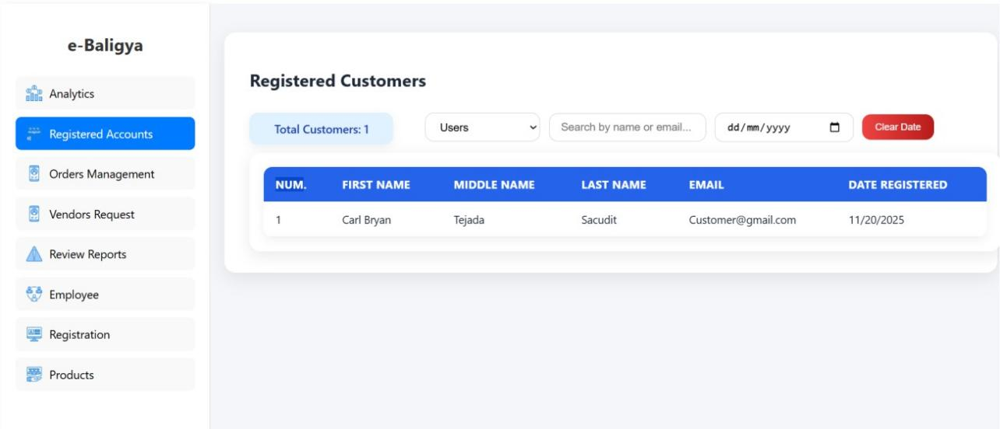 e-Baligya
Analytics
Registered Accounts
Orders Management
Vendors Request
Review Reports
Employee
Registration
Products
Registered Customers
Total Customers: 1
Users
Search by name or email...
dd/mm/yyyy
Clear Date
NUM. FIRST NAME MIDDLE NAME LAST NAME EMAIL DATE REGISTERED
1 Carl Bryan Tejada Sacudit Customer@gmail.com 11/20/2025